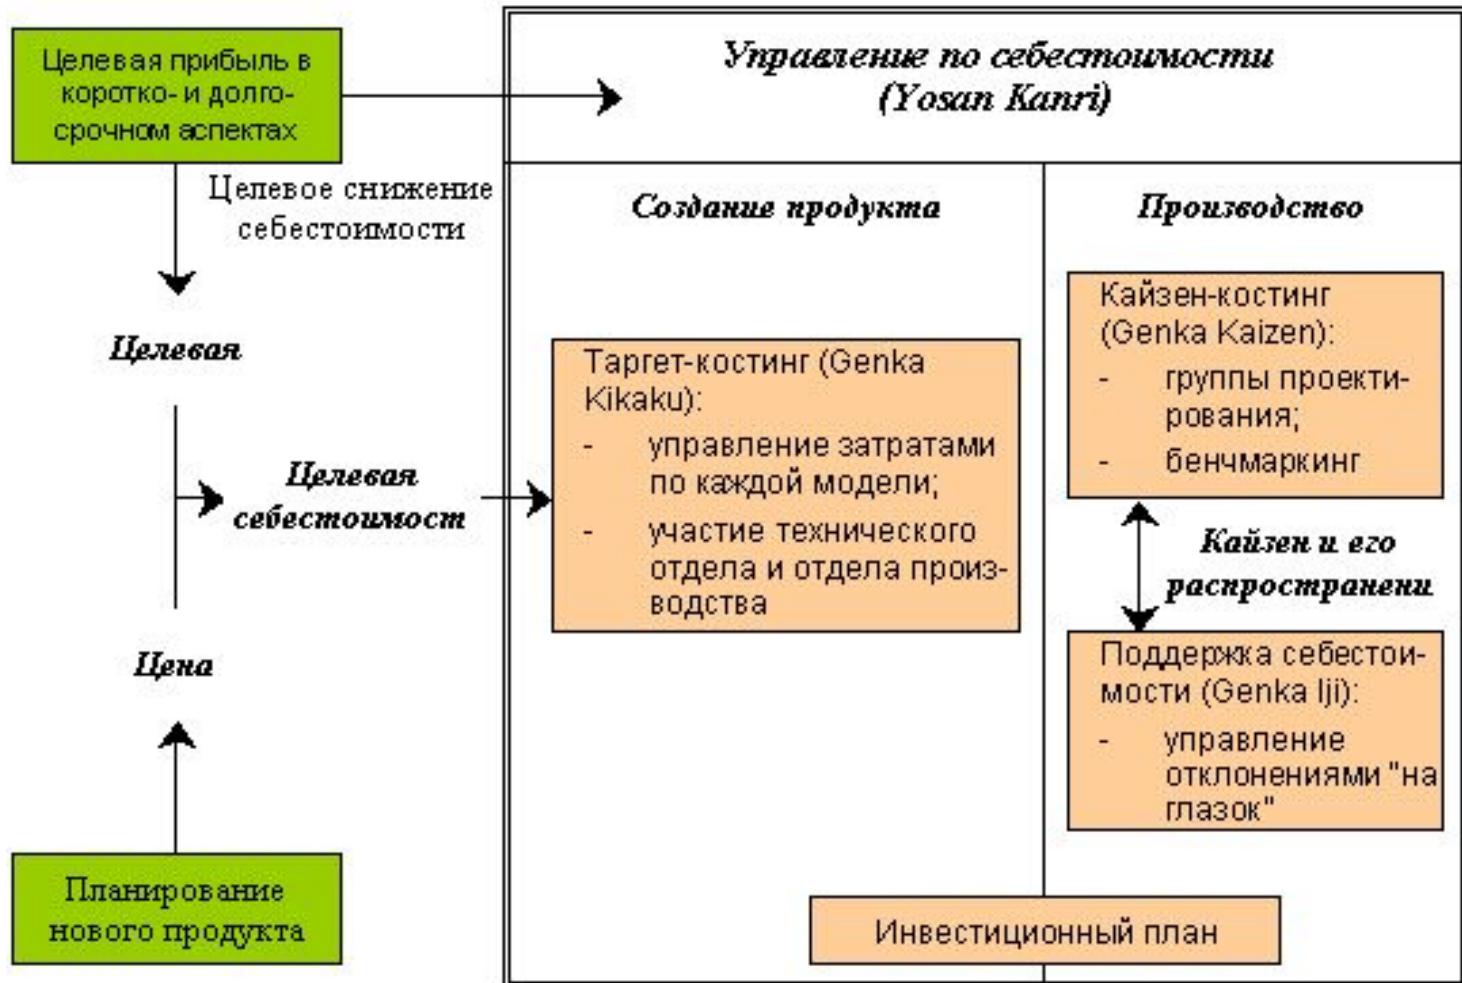 Целевая прибыль в
коротко- и долго-
срочном аспектах
Управление по себестоимости
(Yosan Kanri)
Целевое снижение
себестоимости
Целевая
Целевая
себестоимост
Цена
Планирование
нового продукта
Создание продукта
Таргет-костинг (Genka
Kikaku):
- управление затратами
по каждой модели;
- участие технического
отдела и отдела произ-
водства
Производство
Кайзен-костинг
(Genka Kaizen):
- группы проекти-
рования;
- бенчмаркинг
Кайзен и его
распространени
Поддержка себестои-
мости (Genka Iji):
- управление
отклонениями "на
глазок"
Инвестиционный план